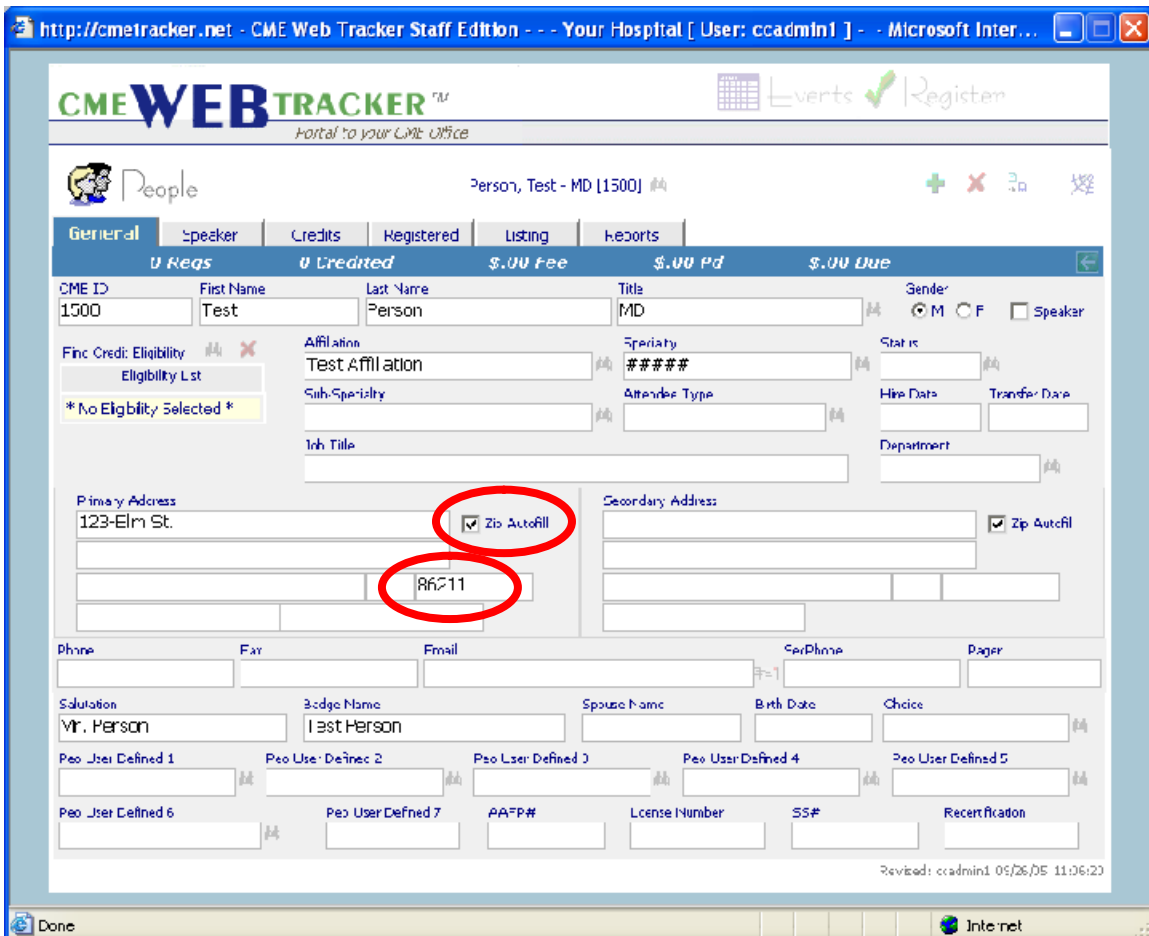 http://cmetracker.net - CME Web Tracker Staff Edition - - - Your Hospital [ User: ccadmin1 ] - - Microsoft Inter...
CME WEB TRACKER TM
Portal to your CME Office
Events Register
People
Person, Test - MD [1500]
General Speaker Credits Registered Listing Reports
0 Regs 0 Credited $.00 Fee $.00 Pd $.00 Due
CME ID First Name Last Name Title Gender
1500 Test Person MD M F Speaker
Find Credit Eligibility Affiliation Specialty Status
Eligibility List Test Affiliation #####
* No Eligibility Selected * Sub-Specialty Attendee Type Hire Date Transfer Date
Job Title Department
Primary Address Secondary Address
123-Elm St. Zip Autofill Zip Autofill
86211
Phone Fax Email SecPhone Pager
Salutation Badge Name Spouse Name Birth Date Choice
Mr. Person Test Person
Peo User Defined 1 Peo User Defined 2 Peo User Defined 3 Peo User Defined 4 Peo User Defined 5
Peo User Defined 6 Peo User Defined 7 AAFP# License Number SS# Recertification
Revised: ccadmin1 09/26/05 11:06:20
Done Internet